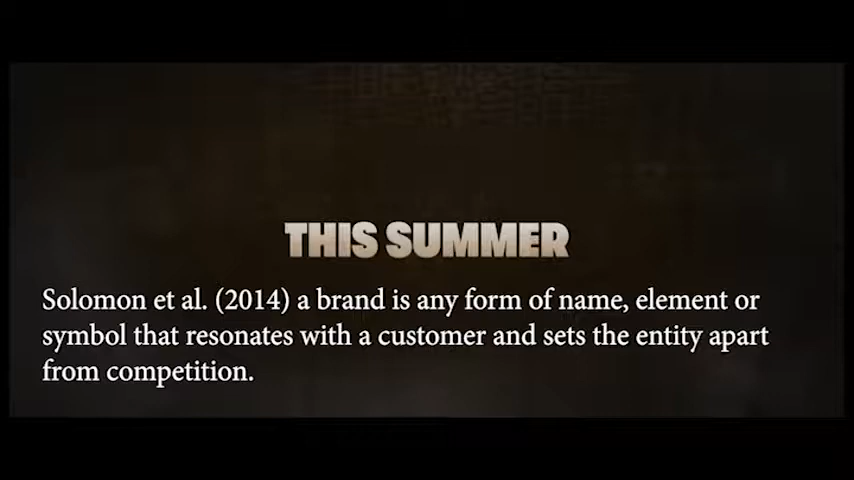 THIS SUMMER
Solomon et al. (2014) a brand is any form of name, element or
symbol that resonates with a customer and sets the entity apart
from competition.